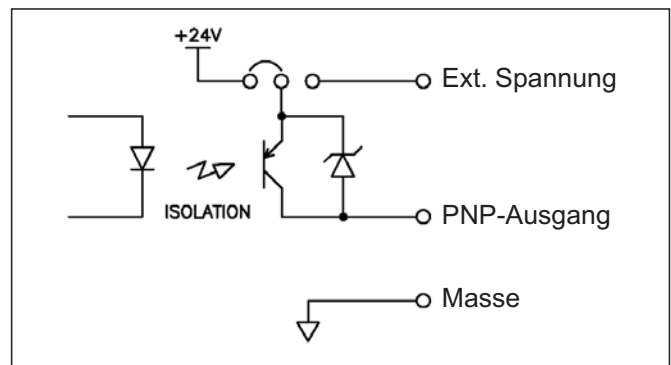 +24V
Ext. Spannung
ISOLATION
PNP-Ausgang
Masse